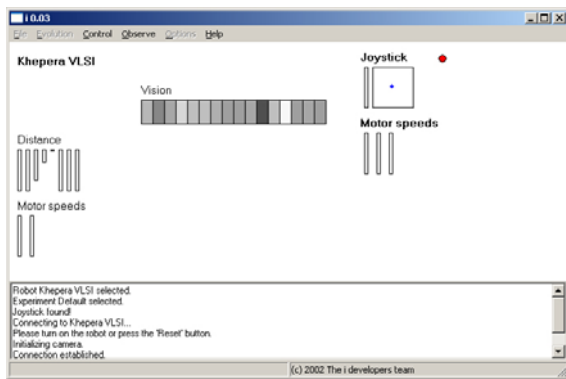 i 0.03
File Evolution Control Observe Options Help
Khepera VLSI
Joystick
Vision
Motor speeds
Distance
Motor speeds
Robot Khepera VLSI selected.
Experiment Default selected.
Joystick found!
Connecting to Khepera VLSI...
Please turn on the robot or press the 'Reset' button.
Initializing camera.
Connection established.
(c) 2002 The i developers team